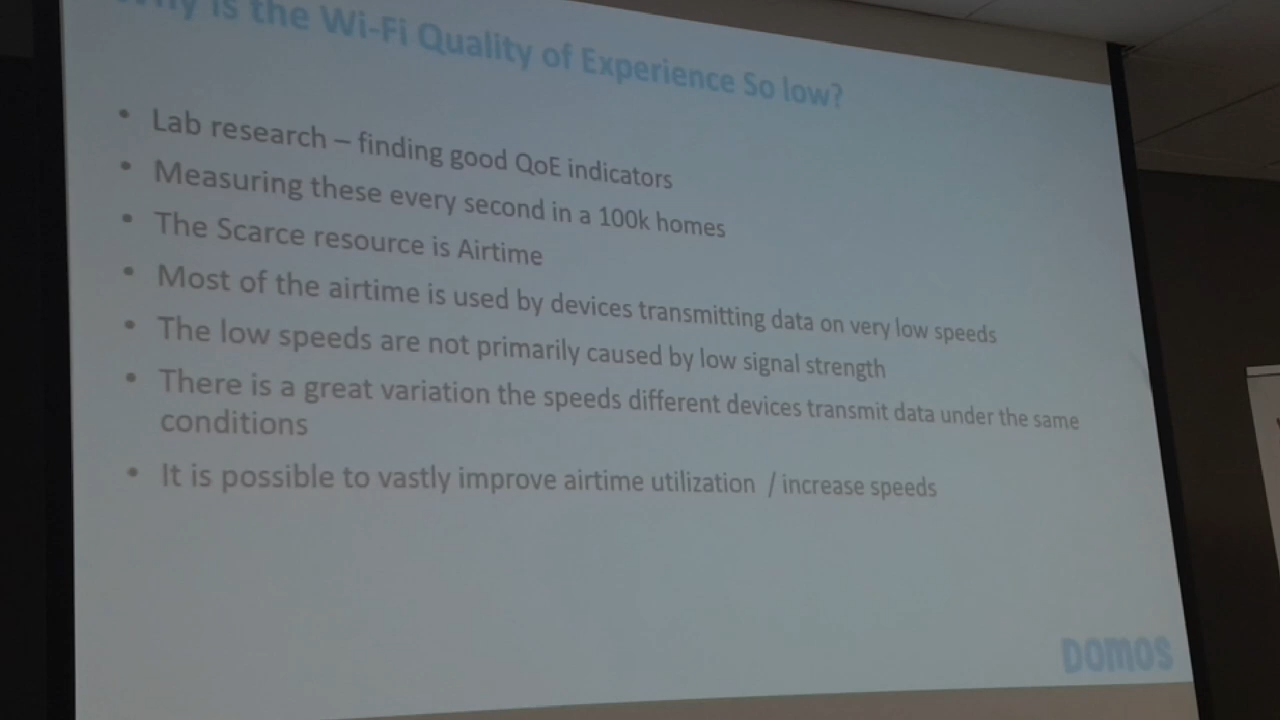 Why is the Wi-Fi Quality of Experience So low?
• Lab research – finding good QoE indicators
• Measuring these every second in a 100k homes
• The Scarce resource is Airtime
• Most of the airtime is used by devices transmitting data on very low speeds
• The low speeds are not primarily caused by low signal strength
• There is a great variation the speeds different devices transmit data under the same
conditions
• It is possible to vastly improve airtime utilization / increase speeds
DOMOS